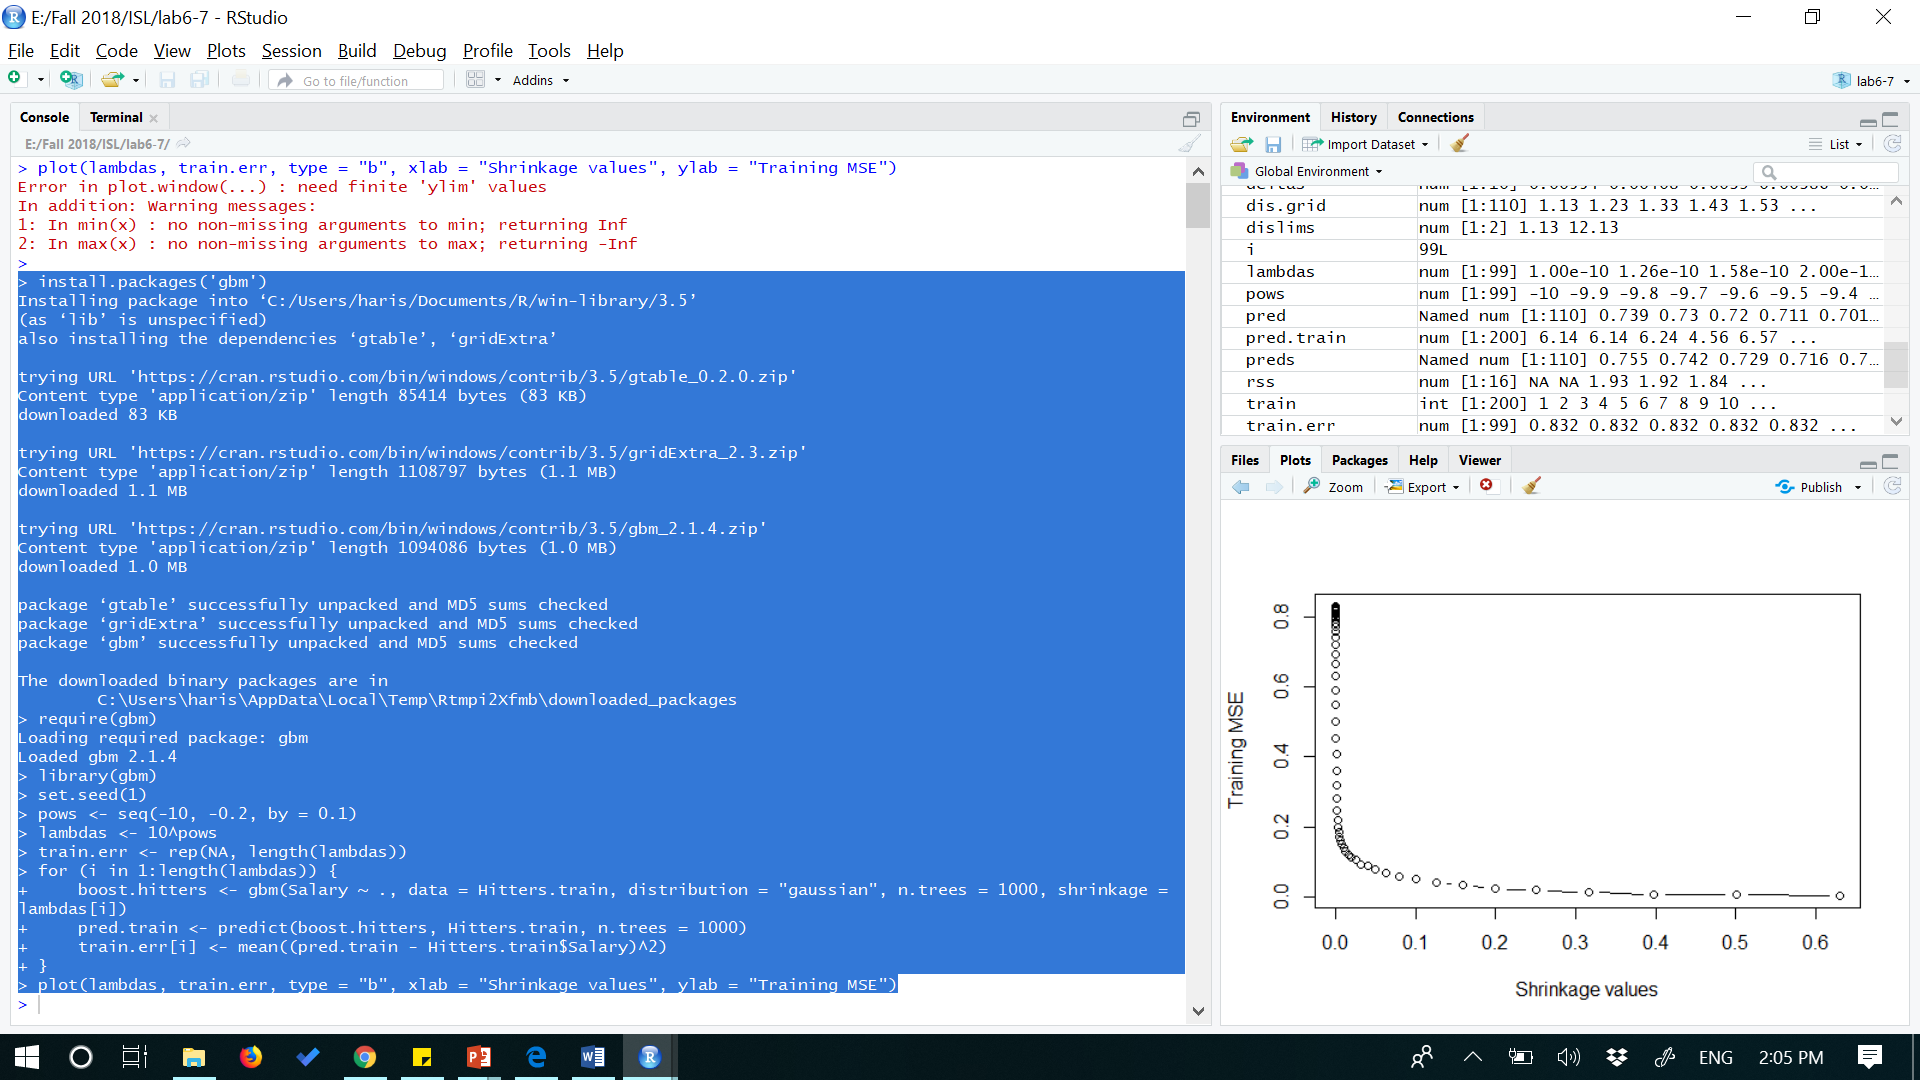 E:/Fall 2018/ISL/lab6-7 - RStudio
File Edit Code View Plots Session Build Debug Profile Tools Help
Go to file/function
Addins
lab6-7
Console Terminal
E:/Fall 2018/ISL/lab6-7/
> plot(lambdas, train.err, type = "b", xlab = "Shrinkage values", ylab = "Training MSE")
Error in plot.window(...) : need finite 'ylim' values
In addition: Warning messages:
1: In min(x) : no non-missing arguments to min; returning Inf
2: In max(x) : no non-missing arguments to max; returning -Inf
>
> install.packages('gbm')
Installing package into ‘C:/Users/haris/Documents/R/win-library/3.5’
(as ‘lib’ is unspecified)
also installing the dependencies ‘gtable’, ‘gridExtra’
trying URL 'https://cran.rstudio.com/bin/windows/contrib/3.5/gtable_0.2.0.zip'
Content type 'application/zip' length 85414 bytes (83 KB)
downloaded 83 KB
trying URL 'https://cran.rstudio.com/bin/windows/contrib/3.5/gridExtra_2.3.zip'
Content type 'application/zip' length 1108797 bytes (1.1 MB)
downloaded 1.1 MB
trying URL 'https://cran.rstudio.com/bin/windows/contrib/3.5/gbm_2.1.4.zip'
Content type 'application/zip' length 1094086 bytes (1.0 MB)
downloaded 1.0 MB
package ‘gtable’ successfully unpacked and MD5 sums checked
package ‘gridExtra’ successfully unpacked and MD5 sums checked
package ‘gbm’ successfully unpacked and MD5 sums checked
The downloaded binary packages are in
C:\Users\haris\AppData\Local\Temp\Rtmpi2Xfmb\downloaded_packages
> require(gbm)
Loading required package: gbm
Loaded gbm 2.1.4
> library(gbm)
> set.seed(1)
> pows <- seq(-10, -0.2, by = 0.1)
> lambdas <- 10^pows
> train.err <- rep(NA, length(lambdas))
> for (i in 1:length(lambdas)) {
+ boost.hitters <- gbm(Salary ~ ., data = Hitters.train, distribution = "gaussian", n.trees = 1000, shrinkage =
lambdas[i])
+ pred.train <- predict(boost.hitters, Hitters.train, n.trees = 1000)
+ train.err[i] <- mean((pred.train - Hitters.train$Salary)^2)
+ }
> plot(lambdas, train.err, type = "b", xlab = "Shrinkage values", ylab = "Training MSE")
>
Environment History Connections
Import Dataset
List
Global Environment
dis.grid num [1:110] 1.13 1.23 1.33 1.43 1.53 ...
dislims num [1:2] 1.13 12.13
i 99L
lambdas num [1:99] 1.00e-10 1.26e-10 1.58e-10 2.00e-1…
pows num [1:99] -10 -9.9 -9.8 -9.7 -9.6 -9.5 -9.4 …
pred Named num [1:110] 0.739 0.73 0.72 0.711 0.701…
pred.train num [1:200] 6.14 6.14 6.24 4.56 6.57 ...
preds Named num [1:110] 0.755 0.742 0.729 0.716 0.7…
rss num [1:16] NA NA 1.93 1.92 1.84 ...
train int [1:200] 1 2 3 4 5 6 7 8 9 10 ...
train.err num [1:99] 0.832 0.832 0.832 0.832 0.832 ...
Files Plots Packages Help Viewer
Zoom Export Publish
Training MSE
0.8
0.6
0.4
0.2
0.0
0.0 0.1 0.2 0.3 0.4 0.5 0.6
Shrinkage values
ENG 2:05 PM